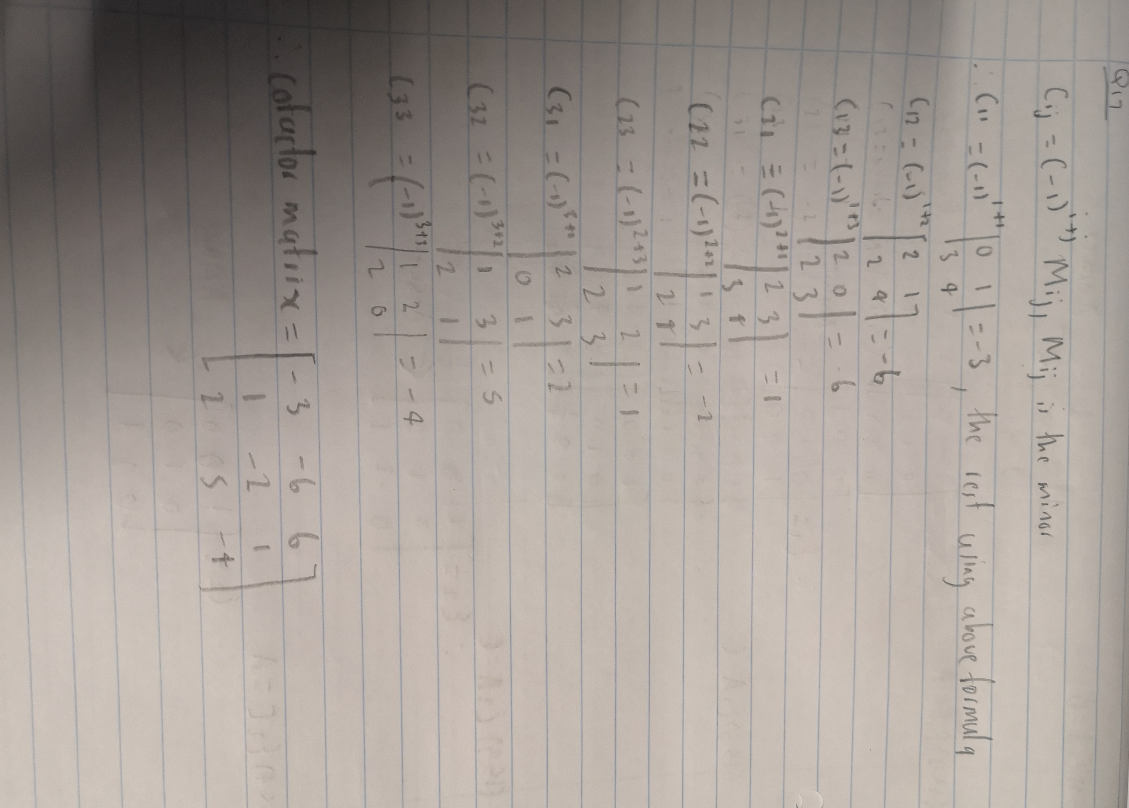 Q17
Cij = (-1)^{i+j} Mij, Mij is the minor
∴ C11 = (-1)^{1+1} |0 1; 3 4| = -3, the rest using above formula
C12 = (-1)^{1+2} |2 1; 2 4| = -6
C13 = (-1)^{1+3} |2 0; 2 3| = 6
C21 = (-1)^{2+1} |2 3; 3 4| = 1
C22 = (-1)^{2+2} |1 3; 2 4| = -2
C23 = (-1)^{2+3} |1 2; 2 3| = 1
C31 = (-1)^{3+1} |2 3; 0 1| = 2
C32 = (-1)^{3+2} |1 3; 2 1| = 5
C33 = (-1)^{3+3} |1 2; 2 0| = -4
∴ Cofactor matrix = [-3 -6 6
1 -2 1
2 5 -4]